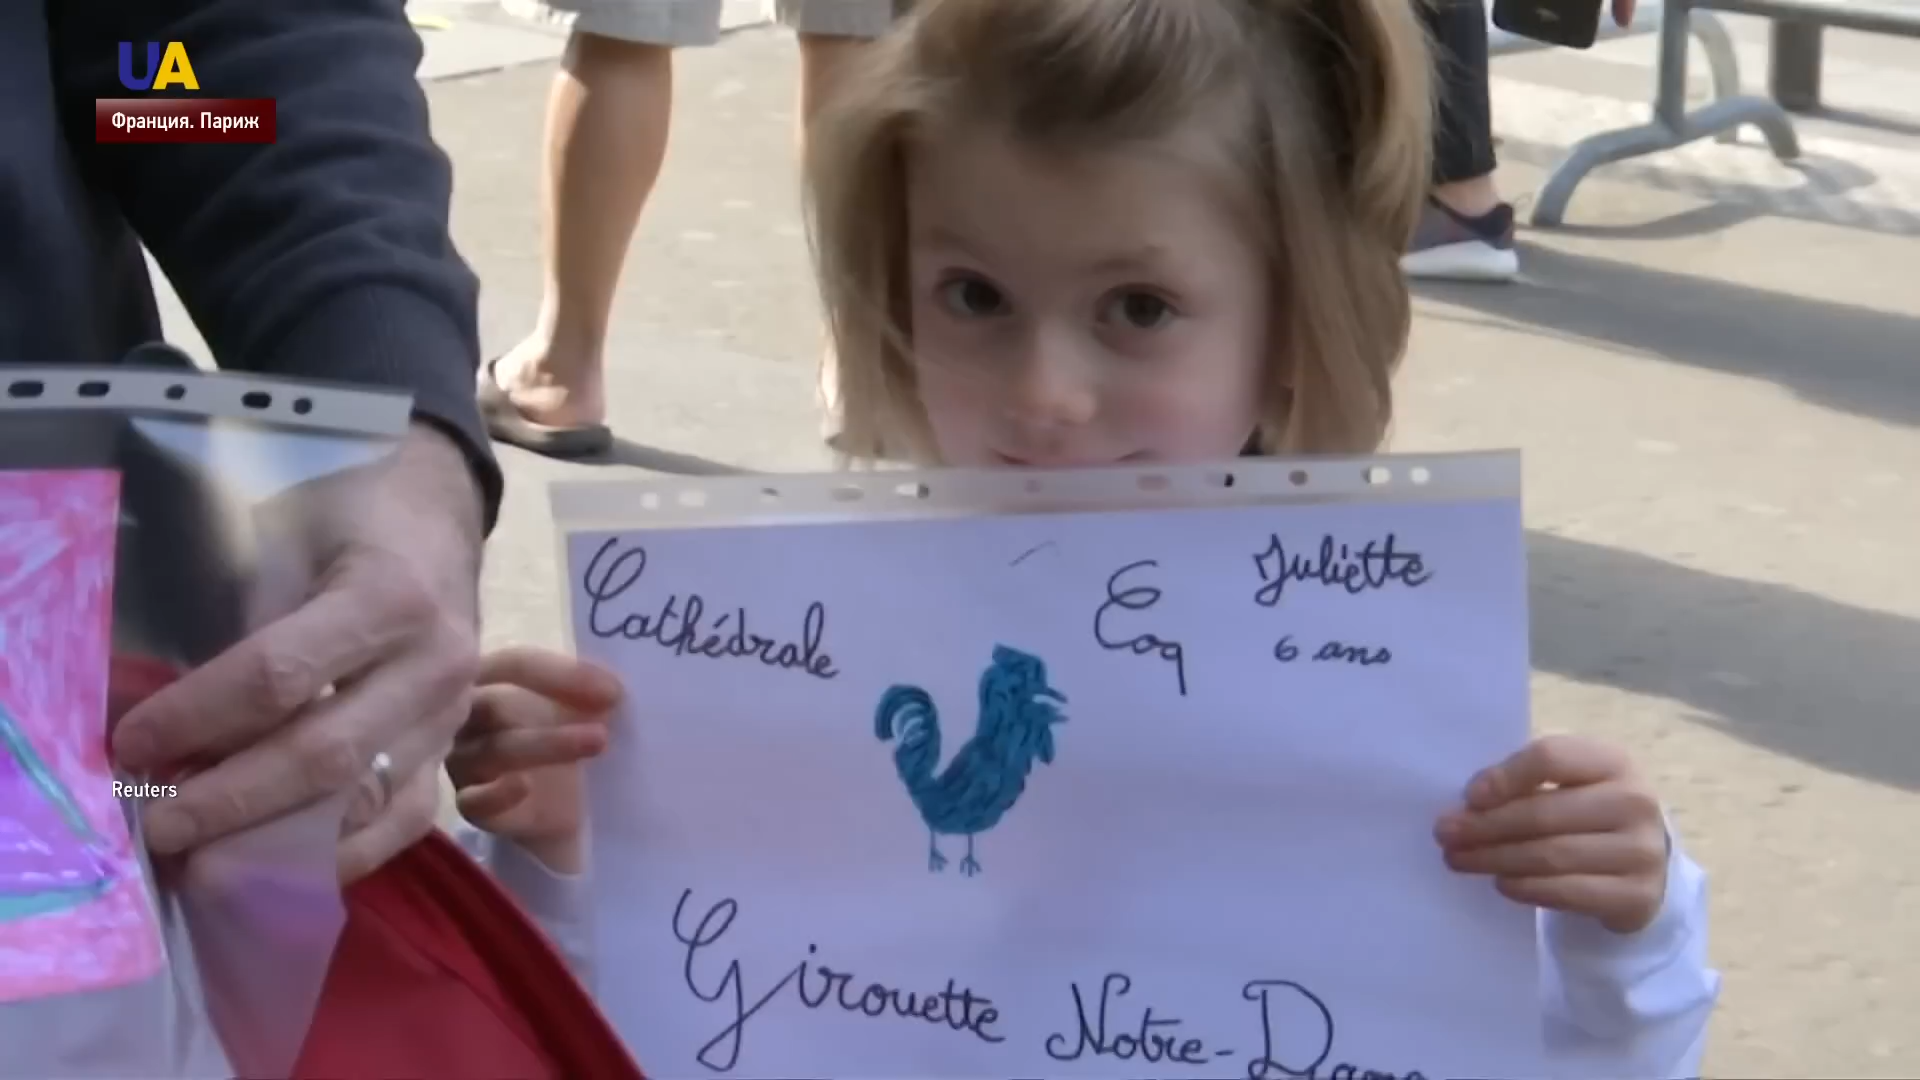 UA
Франция. Париж
Cathédrale
Coq
Juliette
6 ans
Reuters
Girouette Notre-Dame